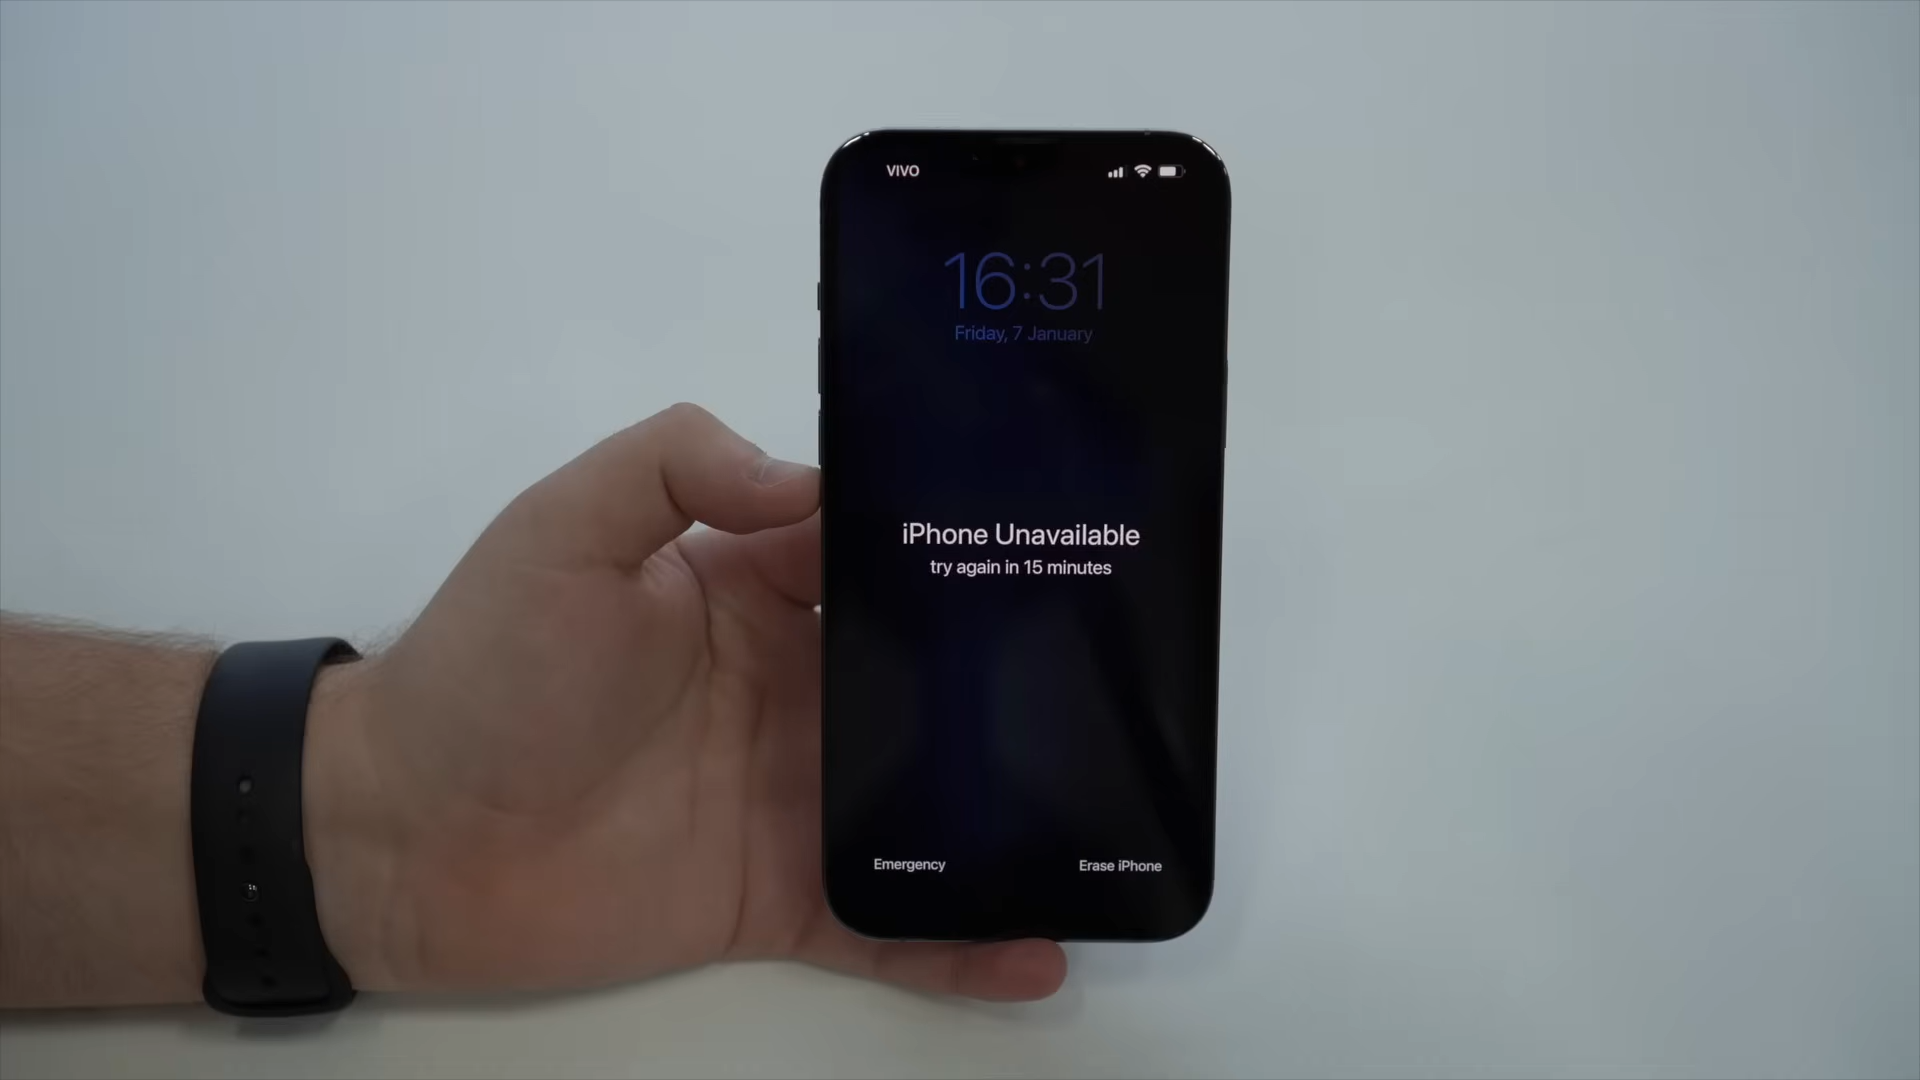 VIVO
16:31
Friday, 7 January
iPhone Unavailable
try again in 15 minutes
Emergency
Erase iPhone